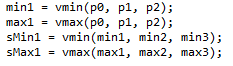 min1 = vmin(p0, p1, p2);
max1 = vmax(p0, p1, p2);
sMin1 = vmin(min1, min2, min3);
sMax1 = vmax(max1, max2, max3);